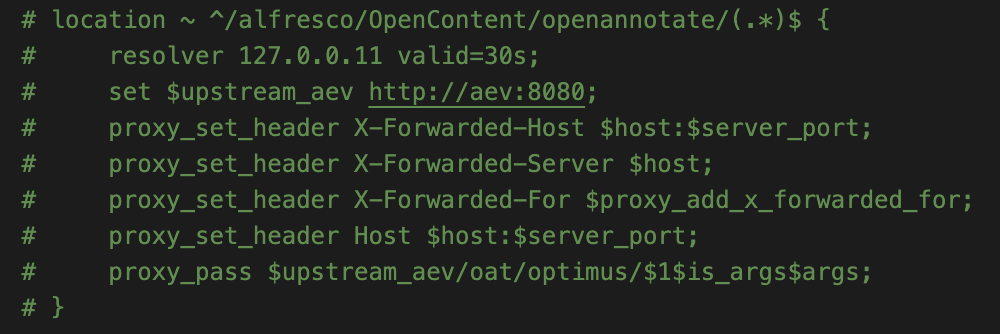 # location ~ ^/alfresco/OpenContent/openannotate/(.*)$ {
#     resolver 127.0.0.11 valid=30s;
#     set $upstream_aev http://aev:8080;
#     proxy_set_header X-Forwarded-Host $host:$server_port;
#     proxy_set_header X-Forwarded-Server $host;
#     proxy_set_header X-Forwarded-For $proxy_add_x_forwarded_for;
#     proxy_set_header Host $host:$server_port;
#     proxy_pass $upstream_aev/oat/optimus/$1$is_args$args;
# }